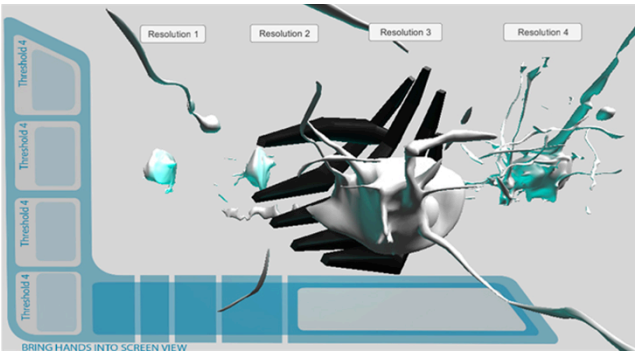 Resolution 1
Resolution 2
Resolution 3
Resolution 4
Threshold 4
Threshold 4
Threshold 4
Threshold 4
BRING HANDS INTO SCREEN VIEW